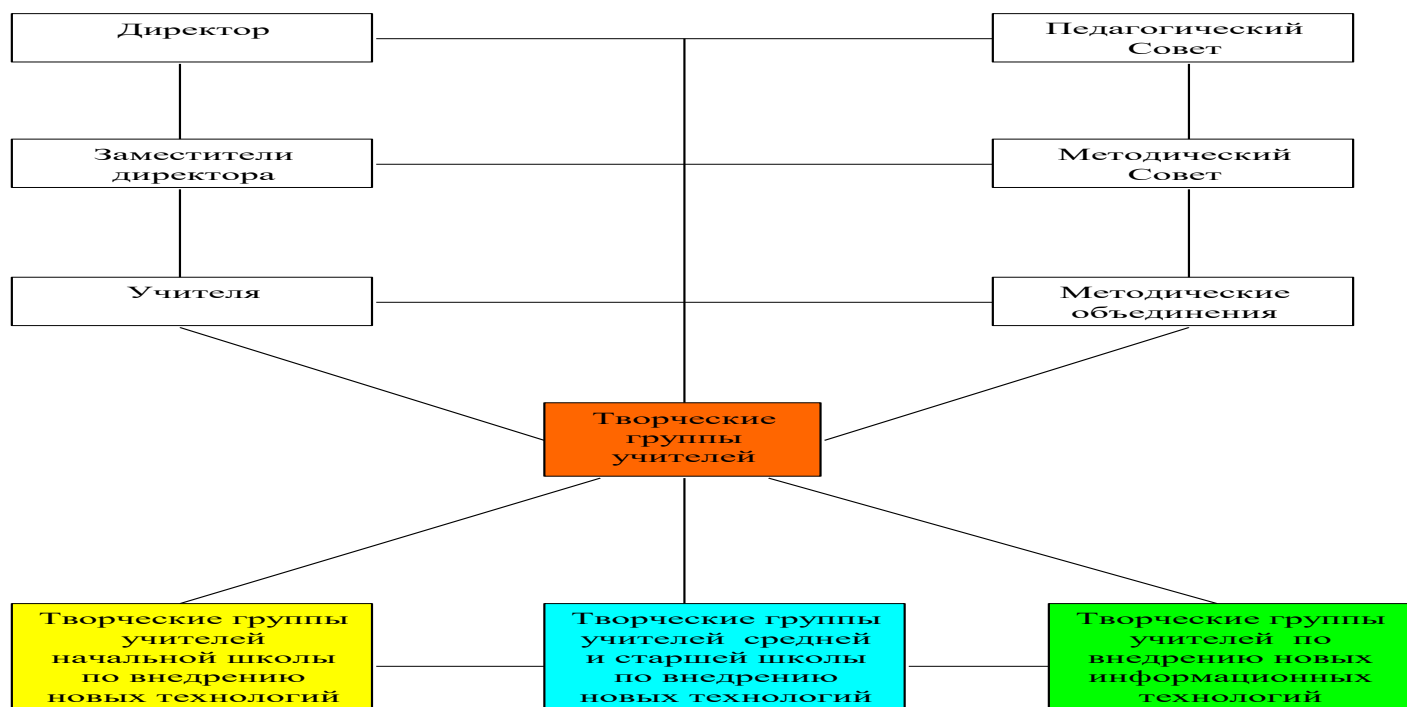 Директор
Педагогический
Совет
Заместители
директора
Методический
Совет
Учителя
Методические
объединения
Творческие
группы
учителей
Творческие группы
учителей
начальной школы
по внедрению
новых технологий
Творческие группы
учителей средней
и старшей школы
по внедрению
новых технологий
Творческие группы
учителей по
внедрению новых
информационных
технологий